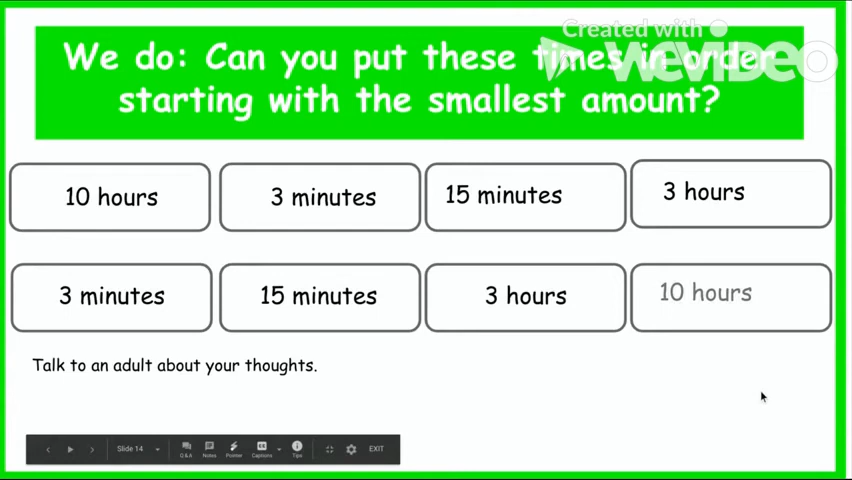 Created with
WeVideo
We do: Can you put these times in order
starting with the smallest amount?
10 hours
3 minutes
15 minutes
3 hours
3 minutes
15 minutes
3 hours
10 hours
Talk to an adult about your thoughts.
Slide 14
Q&A
Notes
Pointer
Captions
Tips
EXIT